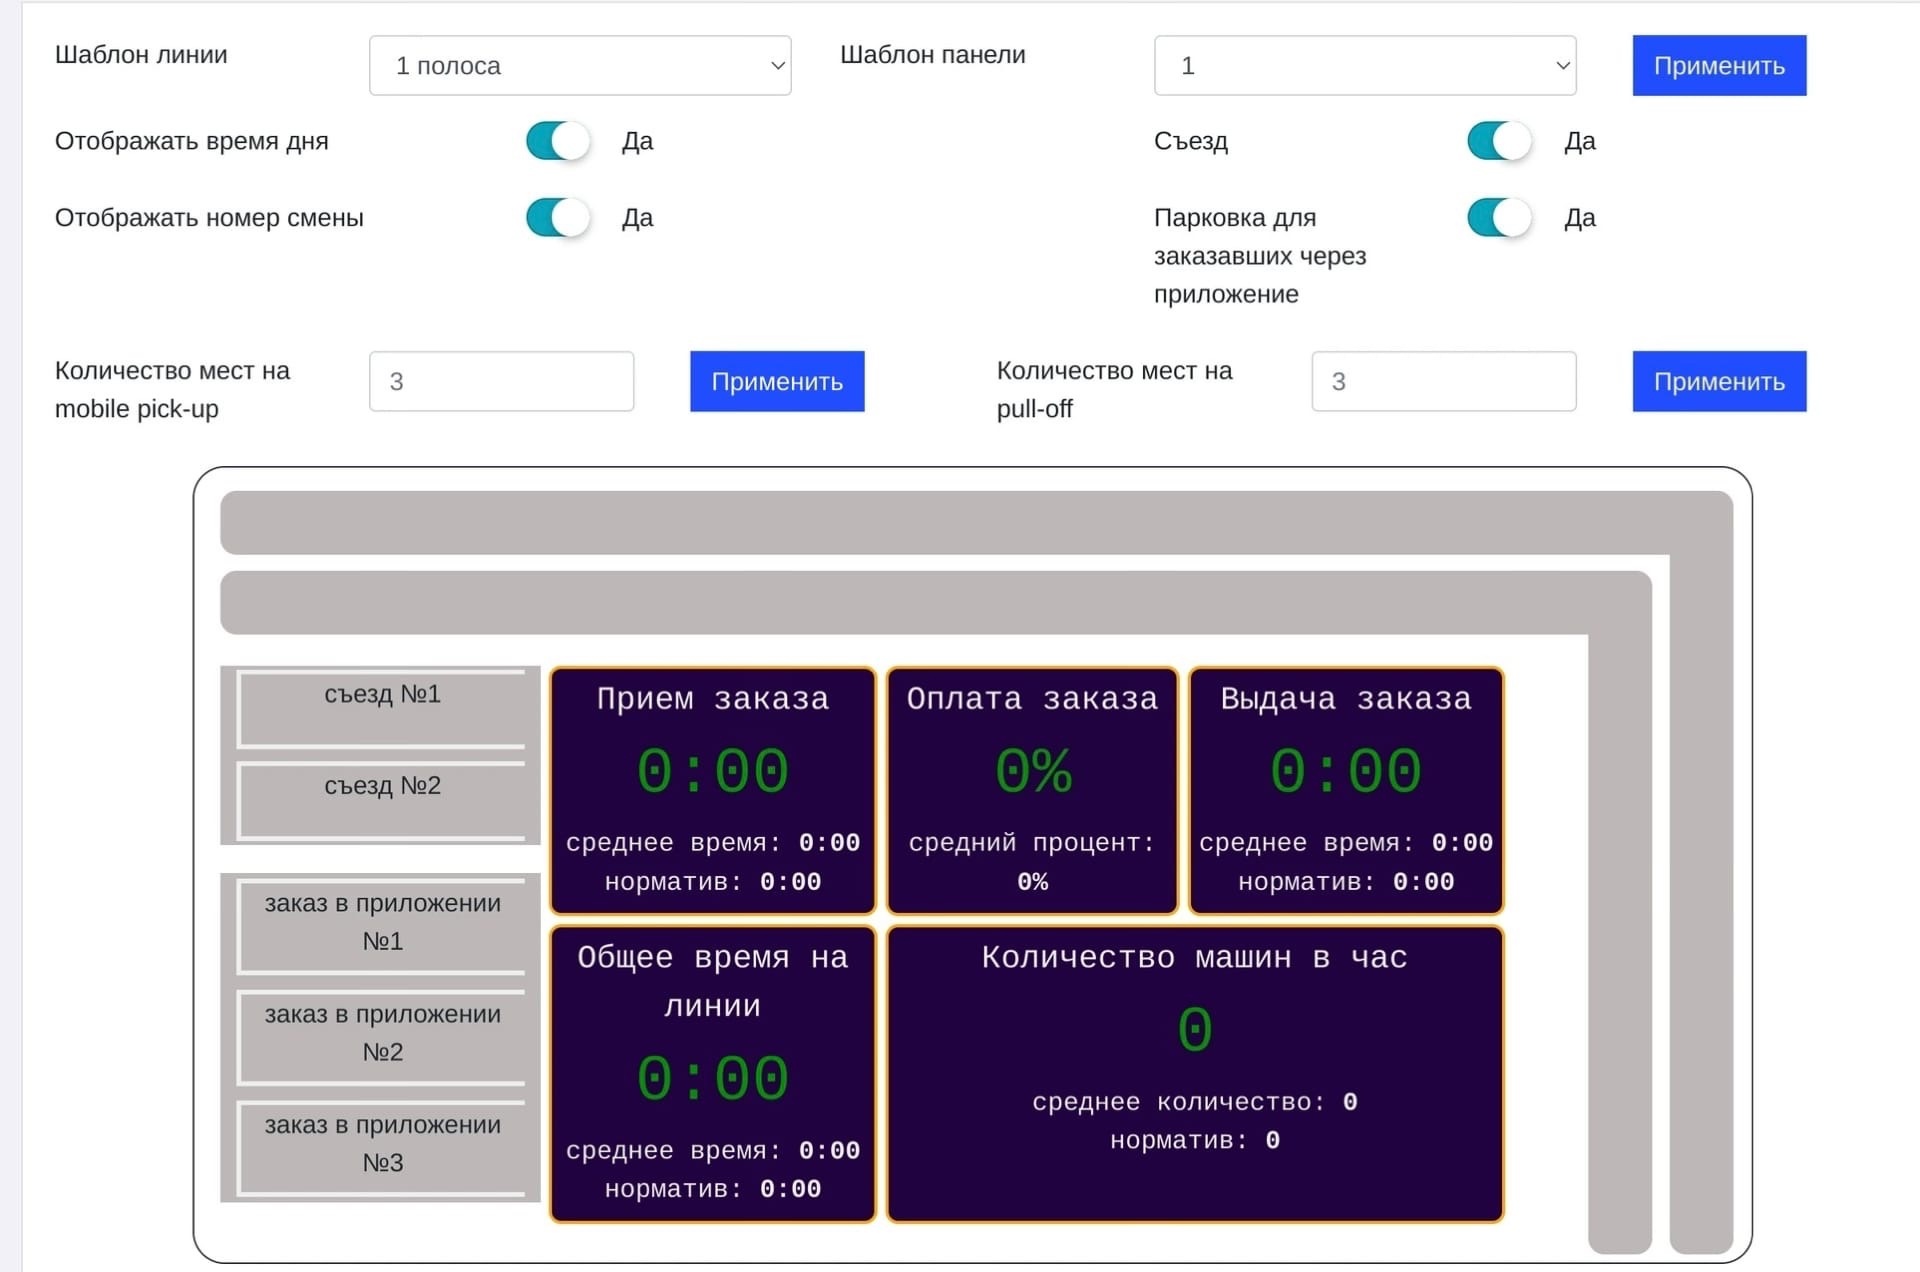 Шаблон линии
1 полоса
Шаблон панели
1
Применить
Отображать время дня
Да
Съезд
Да
Отображать номер смены
Да
Парковка для
заказавших через
приложение
Да
Количество мест на
mobile pick-up
3
Применить
Количество мест на
pull-off
3
Применить
съезд №1
съезд №2
заказ в приложении
№1
заказ в приложении
№2
заказ в приложении
№3
Прием заказа
0:00
среднее время: 0:00
норматив: 0:00
Оплата заказа
0%
средний процент:
0%
Выдача заказа
0:00
среднее время: 0:00
норматив: 0:00
Общее время на
линии
0:00
среднее время: 0:00
норматив: 0:00
Количество машин в час
0
среднее количество: 0
норматив: 0